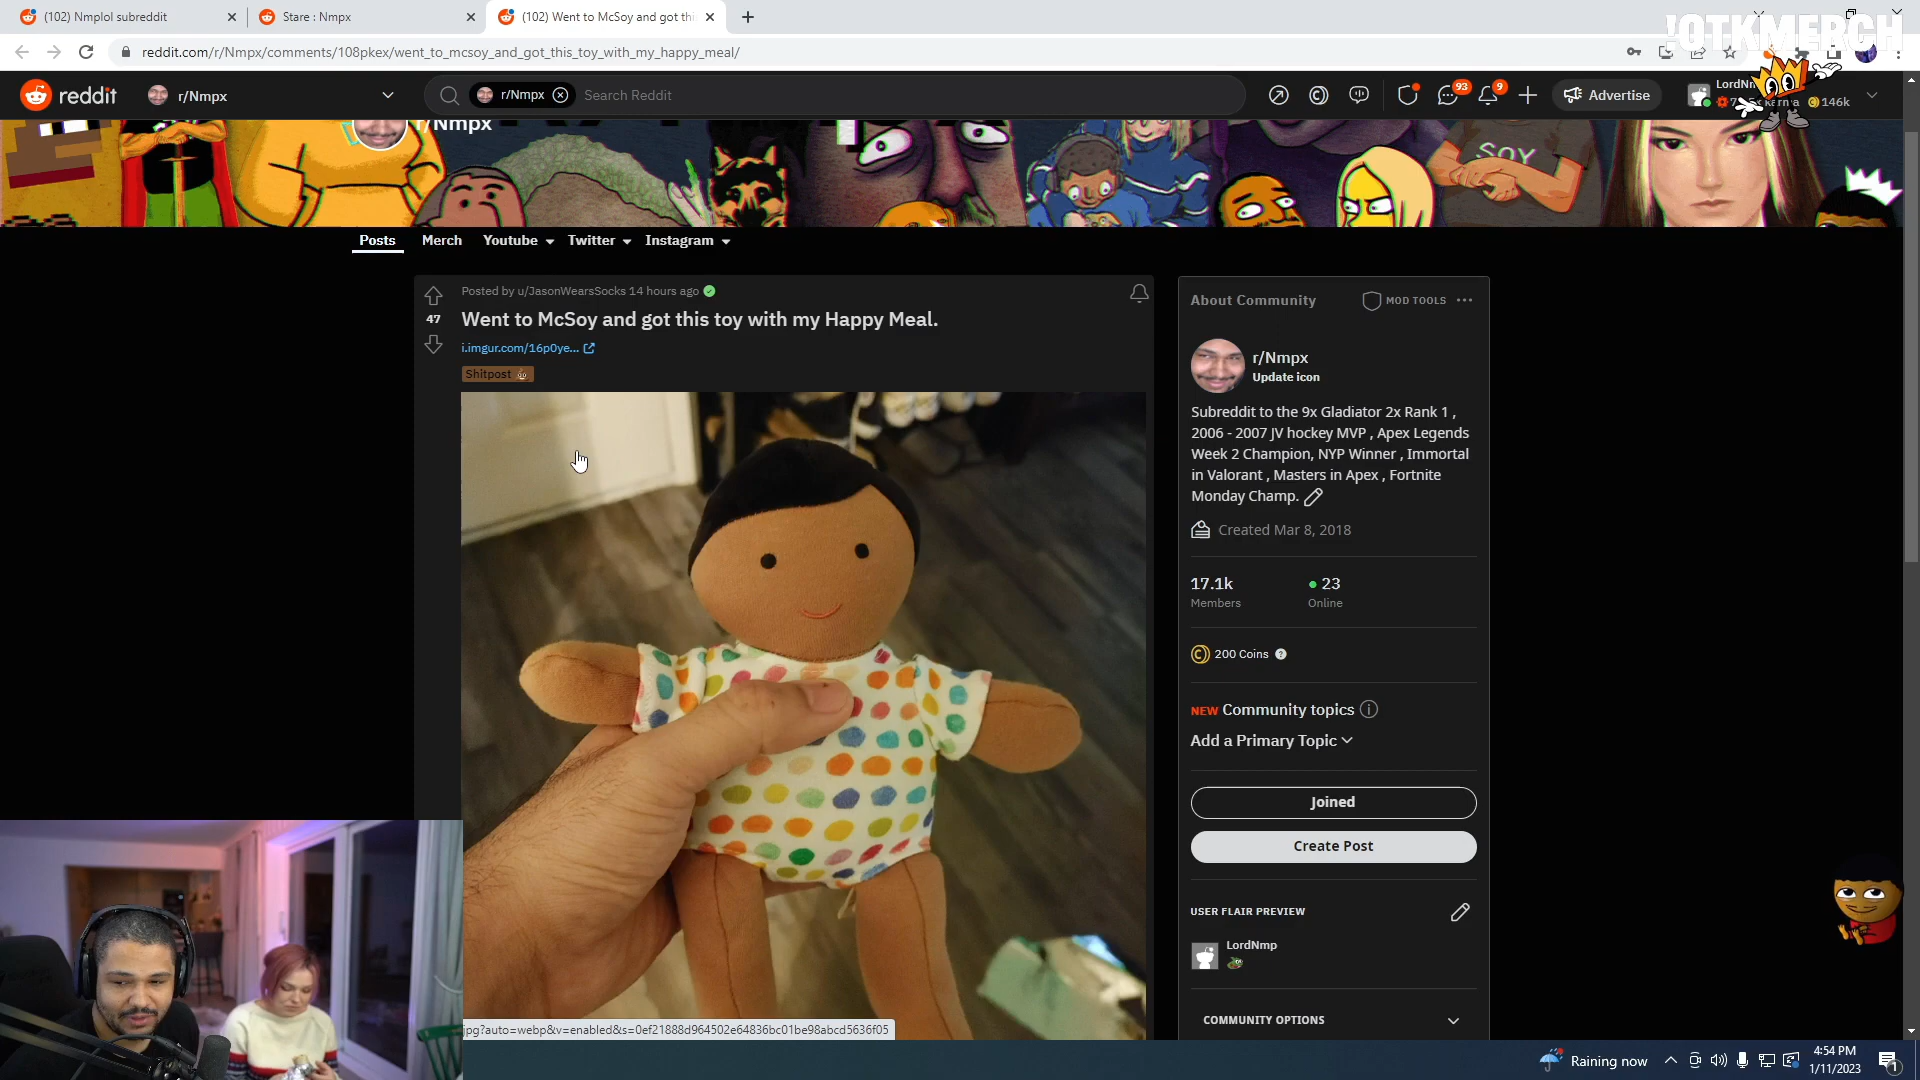 (102) Nmplol subreddit
Stare : Nmpx
(102) Went to McSoy and got thi
reddit.com/r/Nmpx/comments/108pkex/went_to_mcsoy_and_got_this_toy_with_my_happy_meal/
!OTKMERCH
reddit
r/Nmpx
r/Nmpx
Search Reddit
93
9
Advertise
LordN
146k
r/Nmpx
SOY
Posts
Merch
Youtube
Twitter
Instagram
Posted by u/JasonWearsSocks 14 hours ago
47
Went to McSoy and got this toy with my Happy Meal.
i.imgur.com/16p0ye...
Shitpost
About Community
MOD TOOLS
r/Nmpx
Update icon
Subreddit to the 9x Gladiator 2x Rank 1 ,
2006 - 2007 JV hockey MVP , Apex Legends
Week 2 Champion, NYP Winner , Immortal
in Valorant , Masters in Apex , Fortnite
Monday Champ.
Created Mar 8, 2018
17.1k
23
Members
Online
200 Coins
NEW Community topics
Add a Primary Topic
Joined
Create Post
USER FLAIR PREVIEW
LordNmp
COMMUNITY OPTIONS
jpg?auto=webp&v=enabled&s=0ef21888d964502e64836bc01be98abcd5636f05
Raining now
4:54 PM
1/11/2023
1